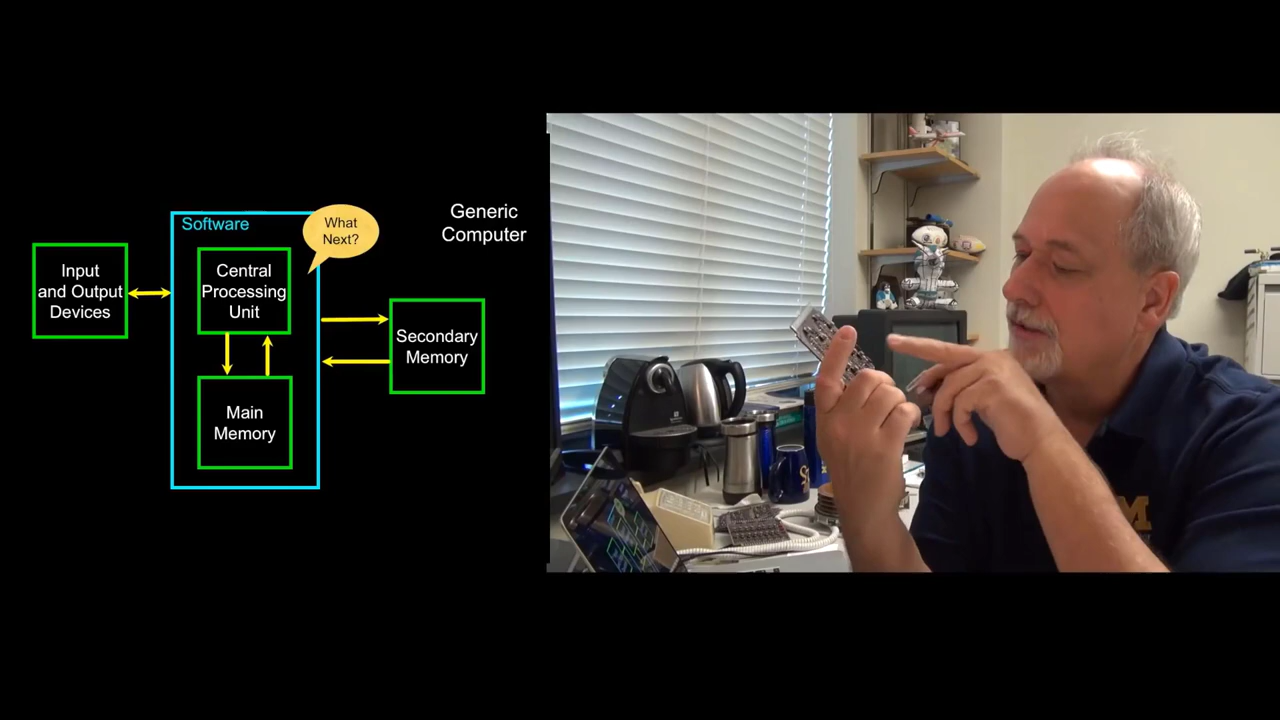 Generic
Computer
Software
What
Next?
Input
and Output
Devices
Central
Processing
Unit
Secondary
Memory
Main
Memory
M